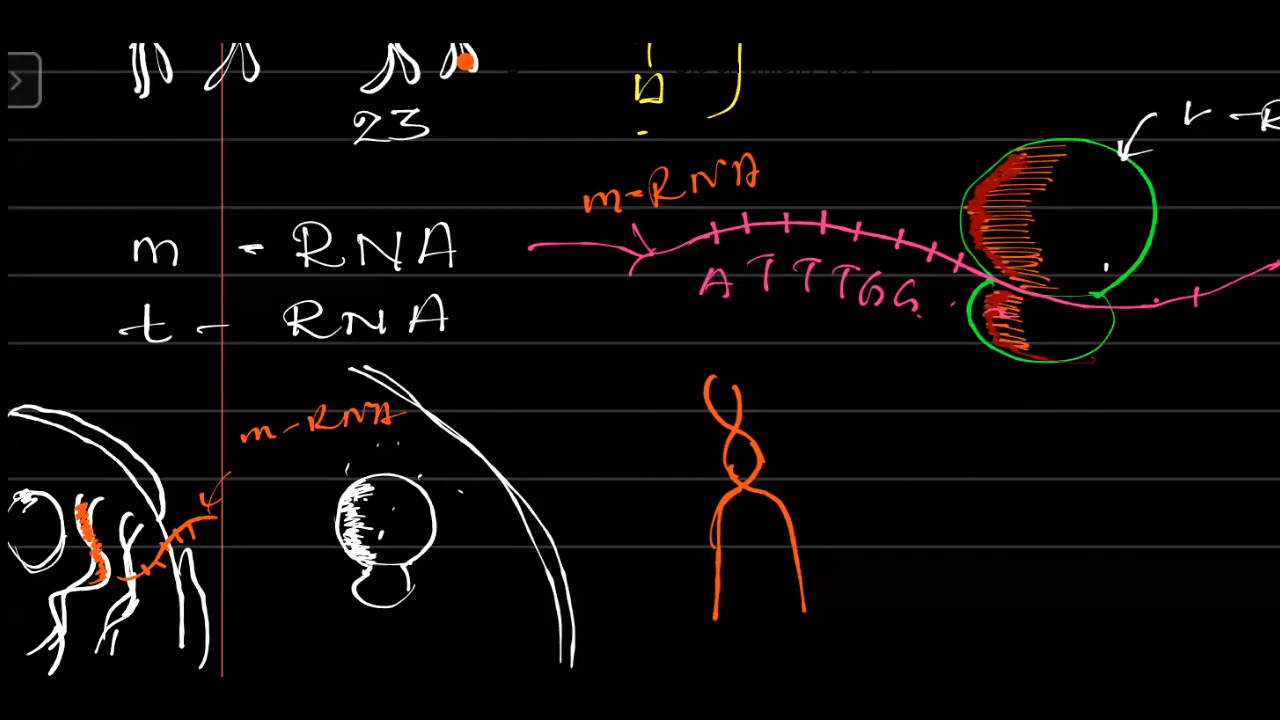 23
m-RNA
r-R
m - RNA
t - RNA
ATTTGG
m-RNA